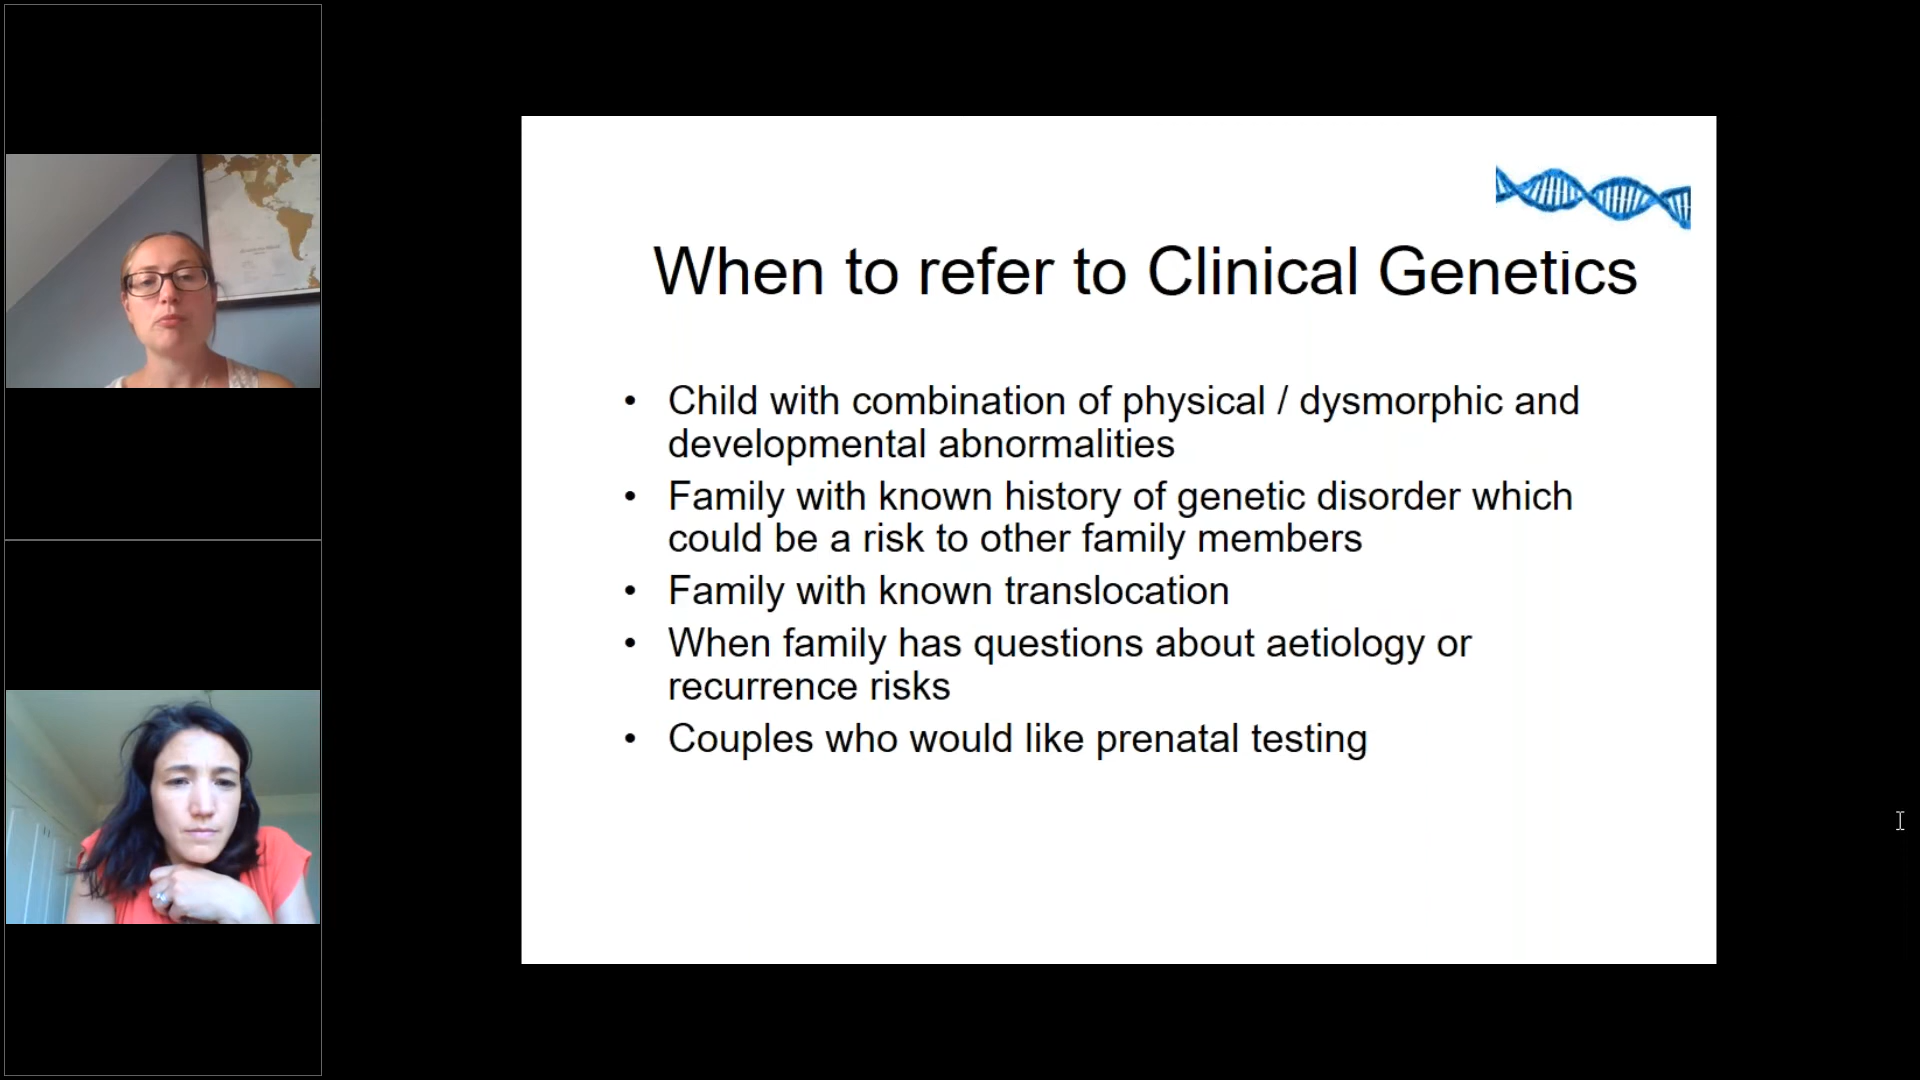 When to refer to Clinical Genetics
• Child with combination of physical / dysmorphic and
developmental abnormalities
• Family with known history of genetic disorder which
could be a risk to other family members
• Family with known translocation
• When family has questions about aetiology or
recurrence risks
• Couples who would like prenatal testing